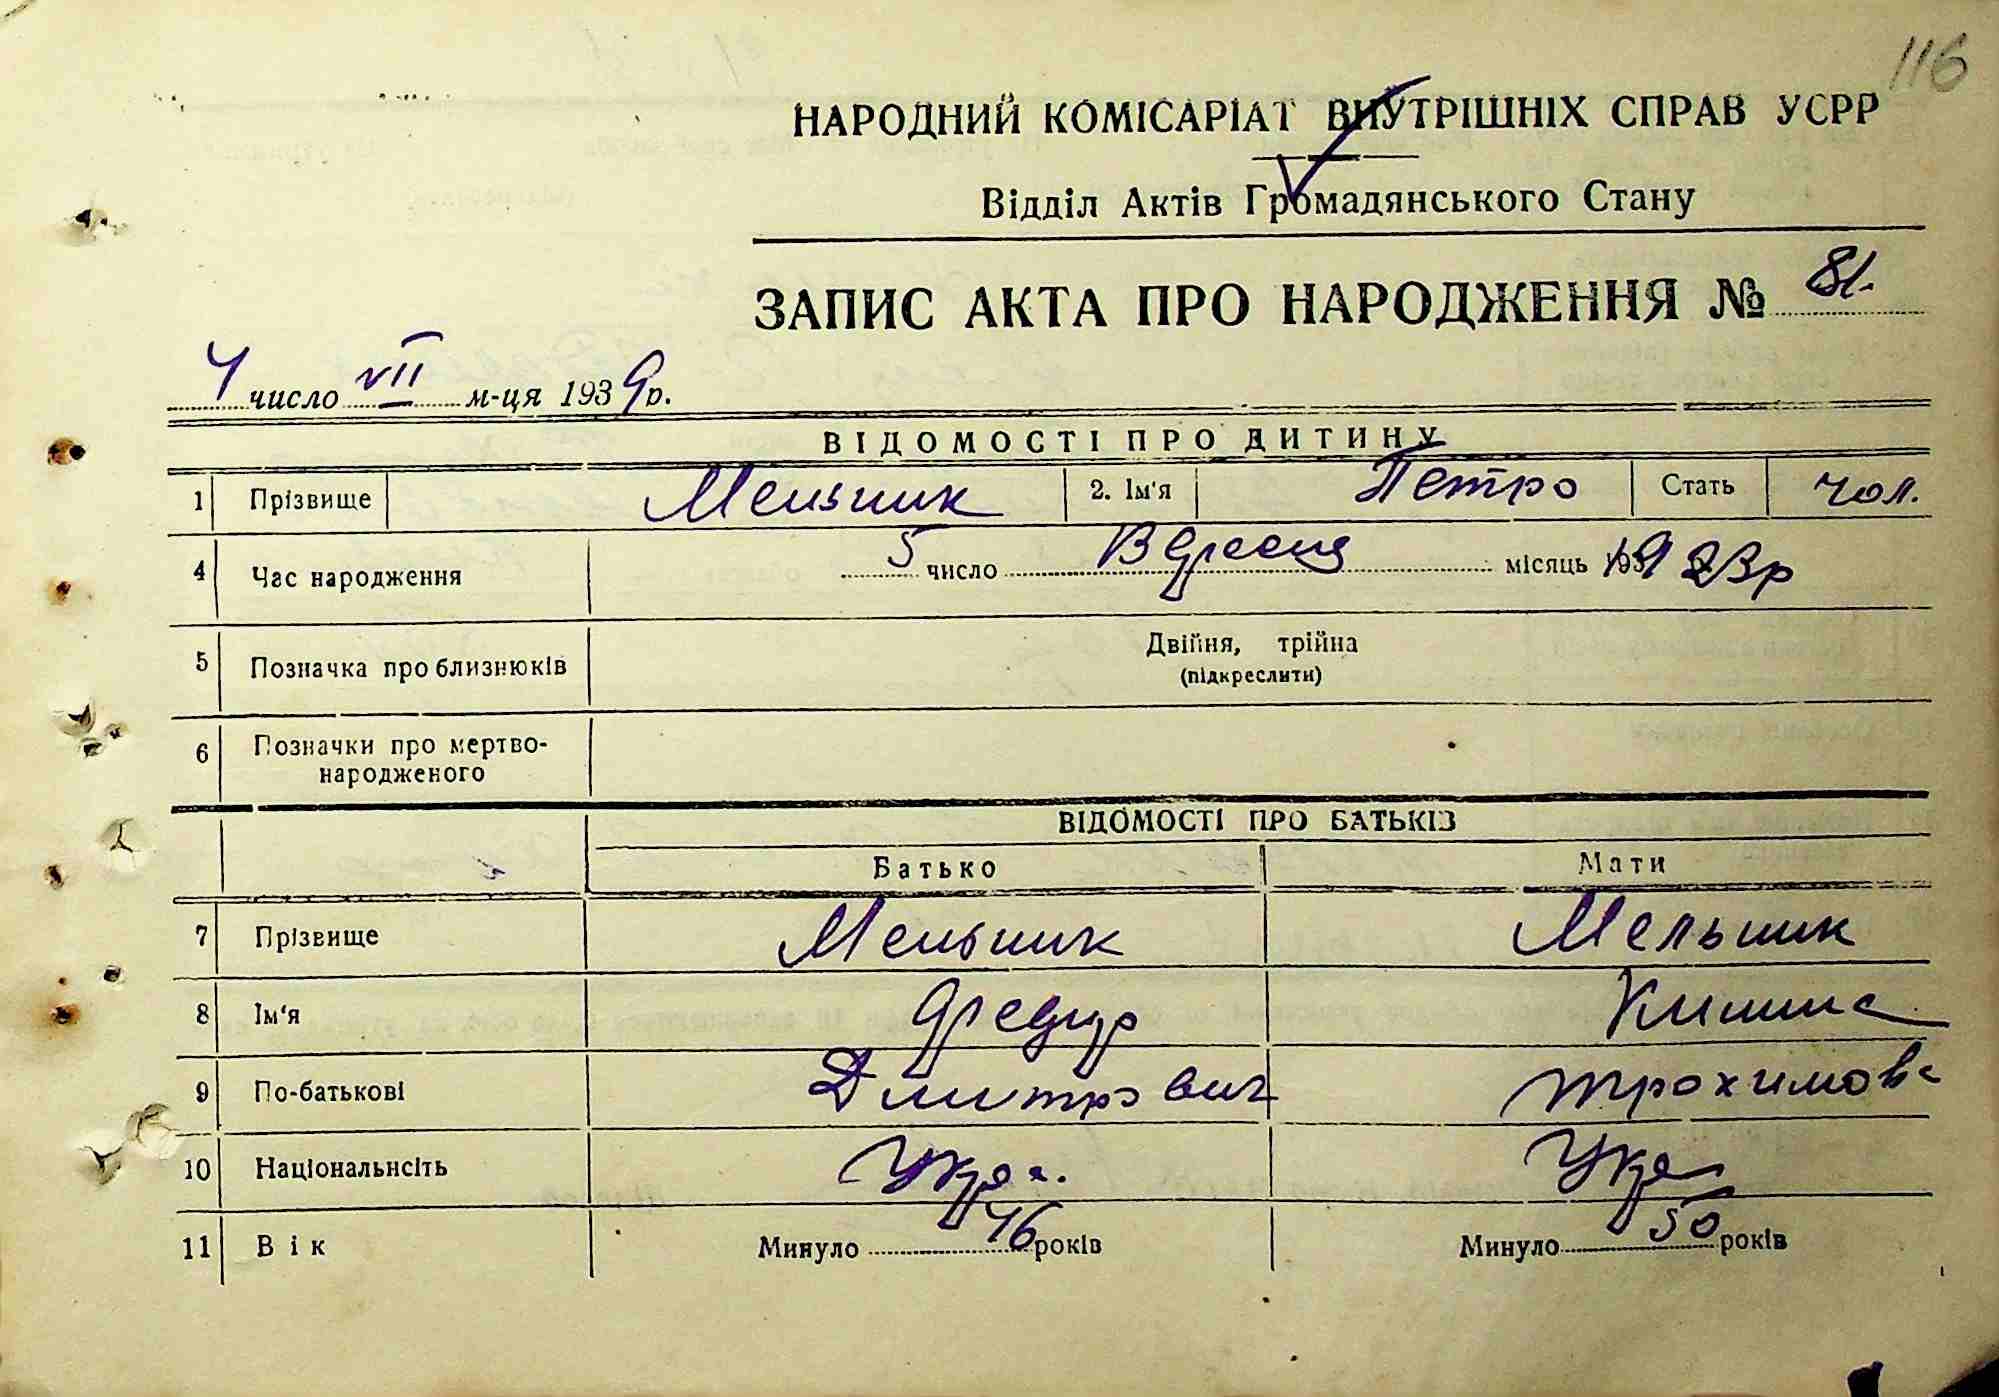 116
НАРОДНИЙ КОМІСАРІАТ ВНУТРІШНІХ СПРАВ УСРР
Відділ Актів Громадянського Стану
ЗАПИС АКТА ПРО НАРОДЖЕННЯ № 81.
4 число VII м-ця 1939 р.
ВІДОМОСТІ ПРО ДИТИНУ
1 Прізвище Мельник 2. Ім'я Петро Стать чол.
4 Час народження 5 число Вересня місяць 1923р
5 Позначка про близнюків Двійня, трійна
(підкреслити)
6 Позначки про мертво-
народженого
ВІДОМОСТІ ПРО БАТЬКІВ
Батько Мати
7 Прізвище Мельник Мельник
8 Ім'я Федир
9 По-батькові Дмитрович Трохимовна
10 Національнсіть Укра. Укра
11 Вік Минуло 46 років Минуло 50 років